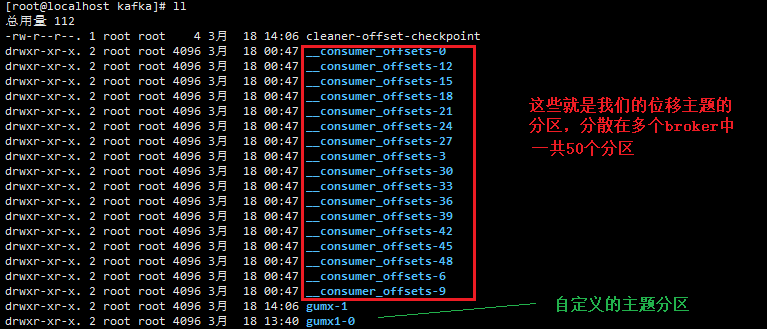 [root@localhost kafka]# ll
总用量 112
-rw-r--r--. 1 root root    4 3月  18 14:06 cleaner-offset-checkpoint
drwxr-xr-x. 2 root root 4096 3月  18 00:47 __consumer_offsets-0
drwxr-xr-x. 2 root root 4096 3月  18 00:47 __consumer_offsets-12
drwxr-xr-x. 2 root root 4096 3月  18 00:47 __consumer_offsets-15
drwxr-xr-x. 2 root root 4096 3月  18 00:47 __consumer_offsets-18
drwxr-xr-x. 2 root root 4096 3月  18 00:47 __consumer_offsets-21
drwxr-xr-x. 2 root root 4096 3月  18 00:47 __consumer_offsets-24
drwxr-xr-x. 2 root root 4096 3月  18 00:47 __consumer_offsets-27
drwxr-xr-x. 2 root root 4096 3月  18 00:47 __consumer_offsets-3
drwxr-xr-x. 2 root root 4096 3月  18 00:47 __consumer_offsets-30
drwxr-xr-x. 2 root root 4096 3月  18 00:47 __consumer_offsets-33
drwxr-xr-x. 2 root root 4096 3月  18 00:47 __consumer_offsets-36
drwxr-xr-x. 2 root root 4096 3月  18 00:47 __consumer_offsets-39
drwxr-xr-x. 2 root root 4096 3月  18 00:47 __consumer_offsets-42
drwxr-xr-x. 2 root root 4096 3月  18 00:47 __consumer_offsets-45
drwxr-xr-x. 2 root root 4096 3月  18 00:47 __consumer_offsets-48
drwxr-xr-x. 2 root root 4096 3月  18 00:47 __consumer_offsets-6
drwxr-xr-x. 2 root root 4096 3月  18 00:47 __consumer_offsets-9
drwxr-xr-x. 2 root root 4096 3月  18 14:06 gumx-1
drwxr-xr-x. 2 root root 4096 3月  18 13:40 gumx1-0
这些就是我们的位移主题的
分区，分散在多个broker中
一共50个分区
自定义的主题分区